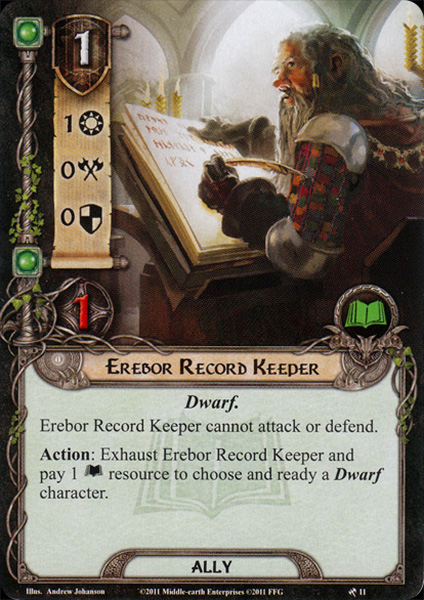 1
1
0
0
1
Erebor Record Keeper
Dwarf.
Erebor Record Keeper cannot attack or defend.
Action: Exhaust Erebor Record Keeper and
pay 1 resource to choose and ready a Dwarf
character.
ALLY
Illus. Andrew Johanson ©2011 Middle-earth Enterprises ©2011 FFG 11